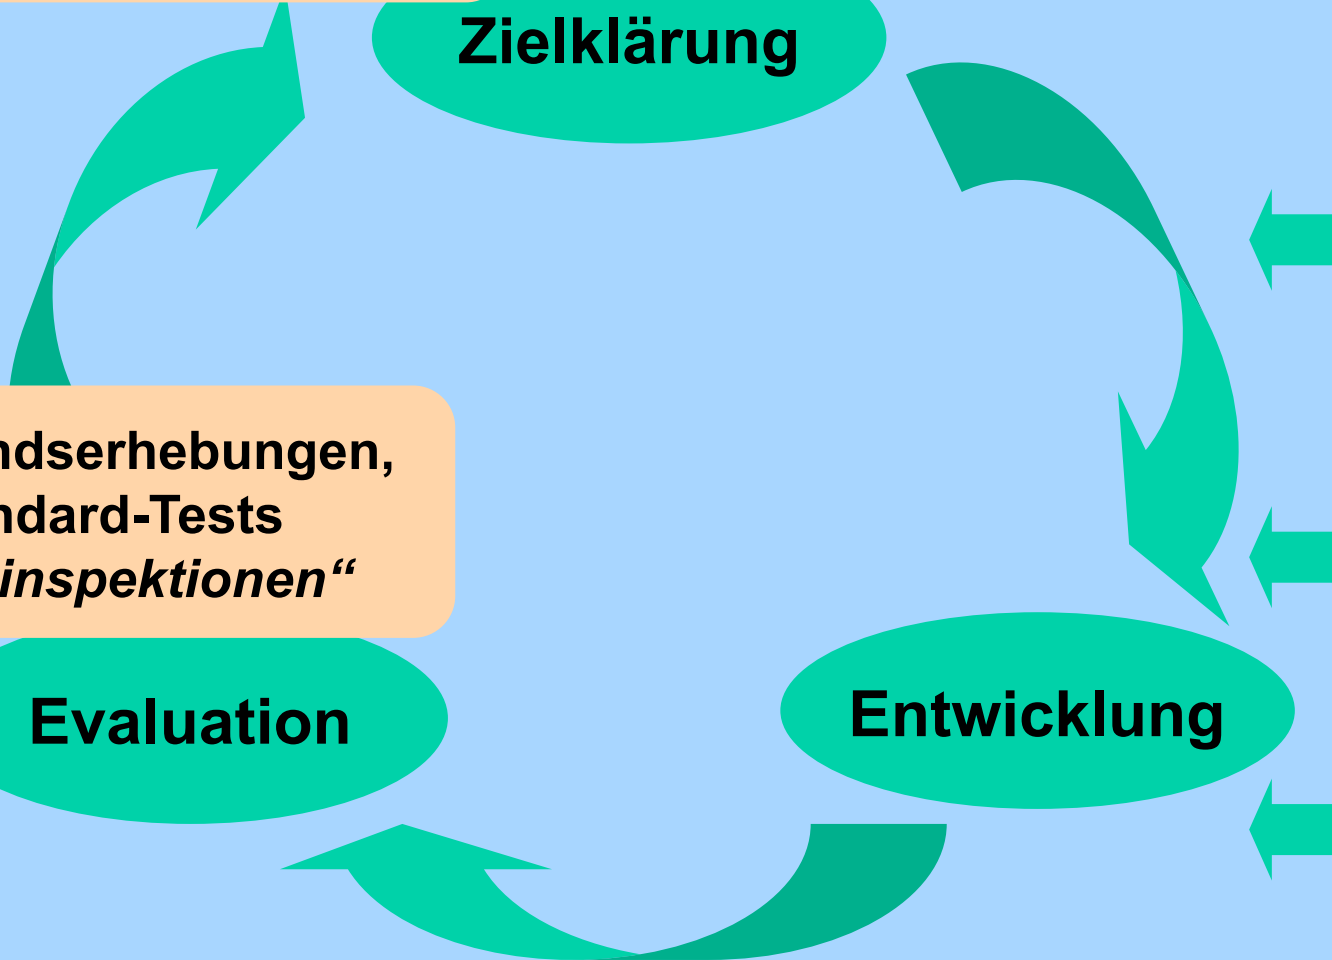 Zielklärung
ndserhebungen,
ndard-Tests
inspektionen“
Evaluation
Entwicklung